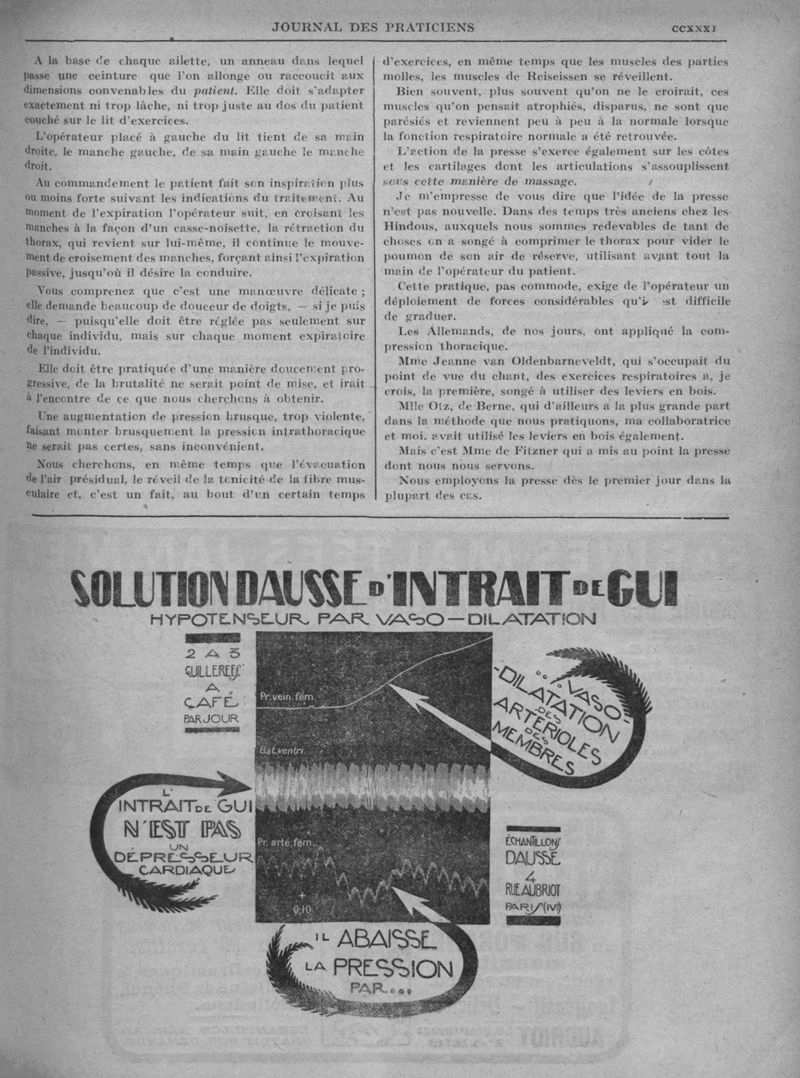 JOURNAL DES PRATICIENS
CCXXXI
A la base de chaque ailette, un anneau dans lequel
passe une ceinture que l'on allonge ou raccoucit aux
dimensions convenables du patient. Elle doit s'adapter
exactement ni trop lâche, ni trop juste au dos du patient
couché sur le lit d'exercices.
L'opérateur placé à gauche du lit tient de sa main
droite, le manche gauche, de sa main gauche le manche
droit.
Au commandement le patient fait son inspiration plus
ou moins forte suivant les indications du traitement. Au
moment de l'expiration l'opérateur suit, en croisant les
manches à la façon d'un casse-noisette, la rétraction du
thorax, qui revient sur lui-même, il continue le mouve-
ment de croisement des manches, forçant ainsi l'expiration
passive, jusqu'où il désire la conduire.
Vous comprenez que c'est une manœuvre délicate ;
elle demande beaucoup de douceur de doigts, — si je puis
dire, — puisqu'elle doit être réglée pas seulement sur
chaque individu, mais sur chaque moment expiratoire
de l'individu.
Elle doit être pratiquée d'une manière doucement pro-
gressive, de la brutalité ne serait point de mise, et irait
à l'encontre de ce que nous cherchons à obtenir.
Une augmentation de pression brusque, trop violente,
faisant monter brusquement la pression intrathoracique
ne serait pas certes, sans inconvénient.
Nous cherchons, en même temps que l'évacuation
de l'air présidual, le réveil de la tonicité de la fibre mus-
culaire et, c'est un fait, au bout d'un certain temps
d'exercices, en même temps que les muscles des parties
molles, les muscles de Reiseissen se réveillent.
Bien souvent, plus souvent qu'on ne le croirait, ces
muscles qu'on pensait atrophiés, disparus, ne sont que
parésiés et reviennent peu à peu à la normale lorsque
la fonction respiratoire normale a été retrouvée.
L'action de la presse s'exerce également sur les côtes
et les cartilages dont les articulations s'assouplissent
sous cette manière de massage.
Je m'empresse de vous dire que l'idée de la presse
n'est pas nouvelle. Dans des temps très anciens chez les
Hindous, auxquels nous sommes redevables de tant de
choses on a songé à comprimer le thorax pour vider le
poumon de son air de réserve, utilisant avant tout la
main de l'opérateur du patient.
Cette pratique, pas commode, exige de l'opérateur un
déploiement de forces considérables qu'il est difficile
de graduer.
Les Allemands, de nos jours, ont appliqué la com-
pression thoracique.
Mme Jeanne van Oldenbarneveldt, qui s'occupait du
point de vue du chant, des exercices respiratoires a, je
crois, la première, songé à utiliser des leviers en bois.
Mlle Otz, de Berne, qui d'ailleurs a la plus grande part
dans la méthode que nous pratiquons, ma collaboratrice
et moi, avait utilisé les leviers en bois également.
Mais c'est Mme de Fitzner qui a mis au point la presse
dont nous nous servons.
Nous employons la presse dès le premier jour dans la
plupart des cas.
SOLUTION DAUSSE D'INTRAIT DE GUI
HYPOTENSEUR PAR VASO-DILATATION
2 A 3
CUILLEREES
A
CAFÉ
PAR JOUR
Pr. vein. fém.
Bat. ventri.
Pr. arté. fém.
+
0.10
... VASO-
-DILATATION
DES
ARTÉRIOLES
DES
MEMBRES
L'
INTRAIT DE GUI
N'EST PAS
UN
DÉPRESSEUR
CARDIAQUE
ÉCHANTILLONS
DAUSSE
4
RUE AUBRIOT
PARIS (IVe)
IL ABAISSE
LA PRESSION
PAR....